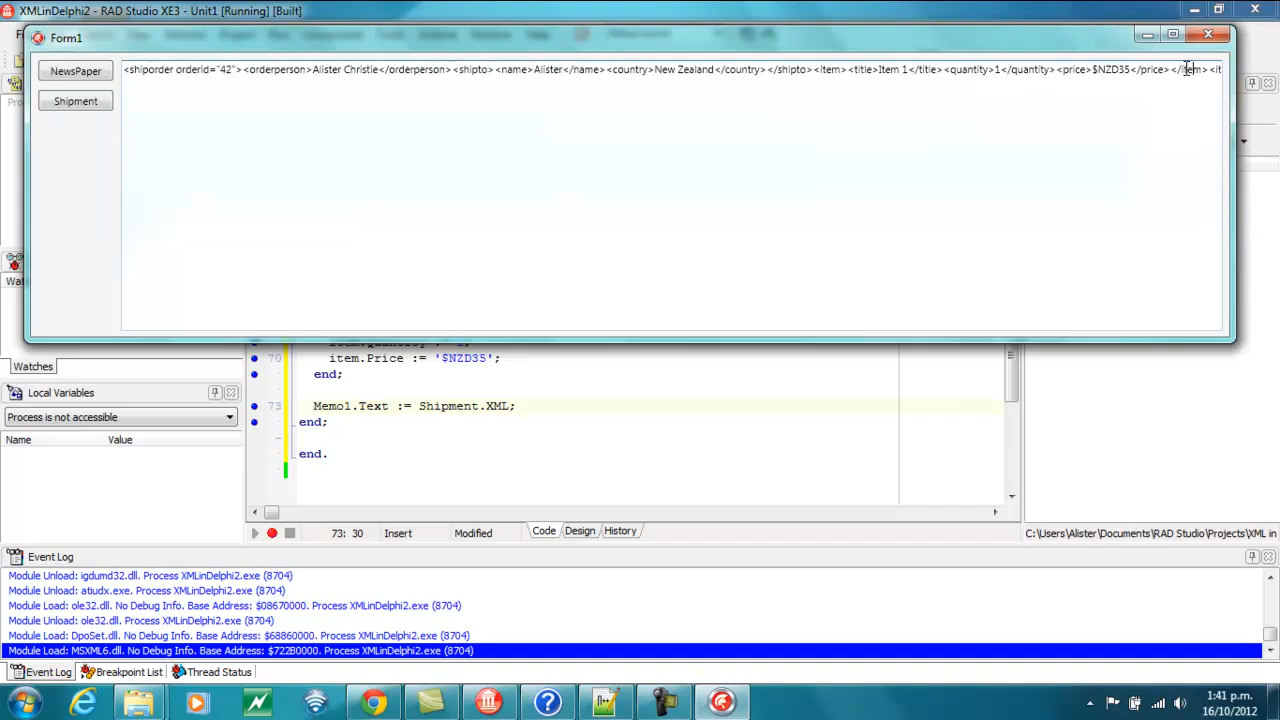 XMLinDelphi2 - RAD Studio XE3 - Unit1 [Running] [Built]
Form1
NewsPaper
<shiporder orderid="42"> <orderperson>Alister Christie</orderperson> <shipto> <name>Alister</name> <country>New Zealand</country> </shipto> <item> <title>Item 1</title> <quantity>1</quantity> <price>$NZD35</price> </item> <it
Shipment
Wat
70 item.Price := '$NZD35';
Watches
end;
Local Variables
73 Memo1.Text := Shipment.XML;
Process is not accessible
end;
Name Value
end.
73: 30 Insert Modified Code Design History C:\Users\Alister\Documents\RAD Studio\Projects\XML in
Event Log
Module Unload: igdumd32.dll. Process XMLinDelphi2.exe (8704)
Module Unload: atiudx.exe. Process XMLinDelphi2.exe (8704)
Module Load: ole32.dll. No Debug Info. Base Address: $08670000. Process XMLinDelphi2.exe (8704)
Module Unload: ole32.dll. Process XMLinDelphi2.exe (8704)
Module Load: DpoSet.dll. No Debug Info. Base Address: $68860000. Process XMLinDelphi2.exe (8704)
Module Load: MSXML6.dll. No Debug Info. Base Address: $722B0000. Process XMLinDelphi2.exe (8704)
Event Log Breakpoint List Thread Status
1:41 p.m.
16/10/2012